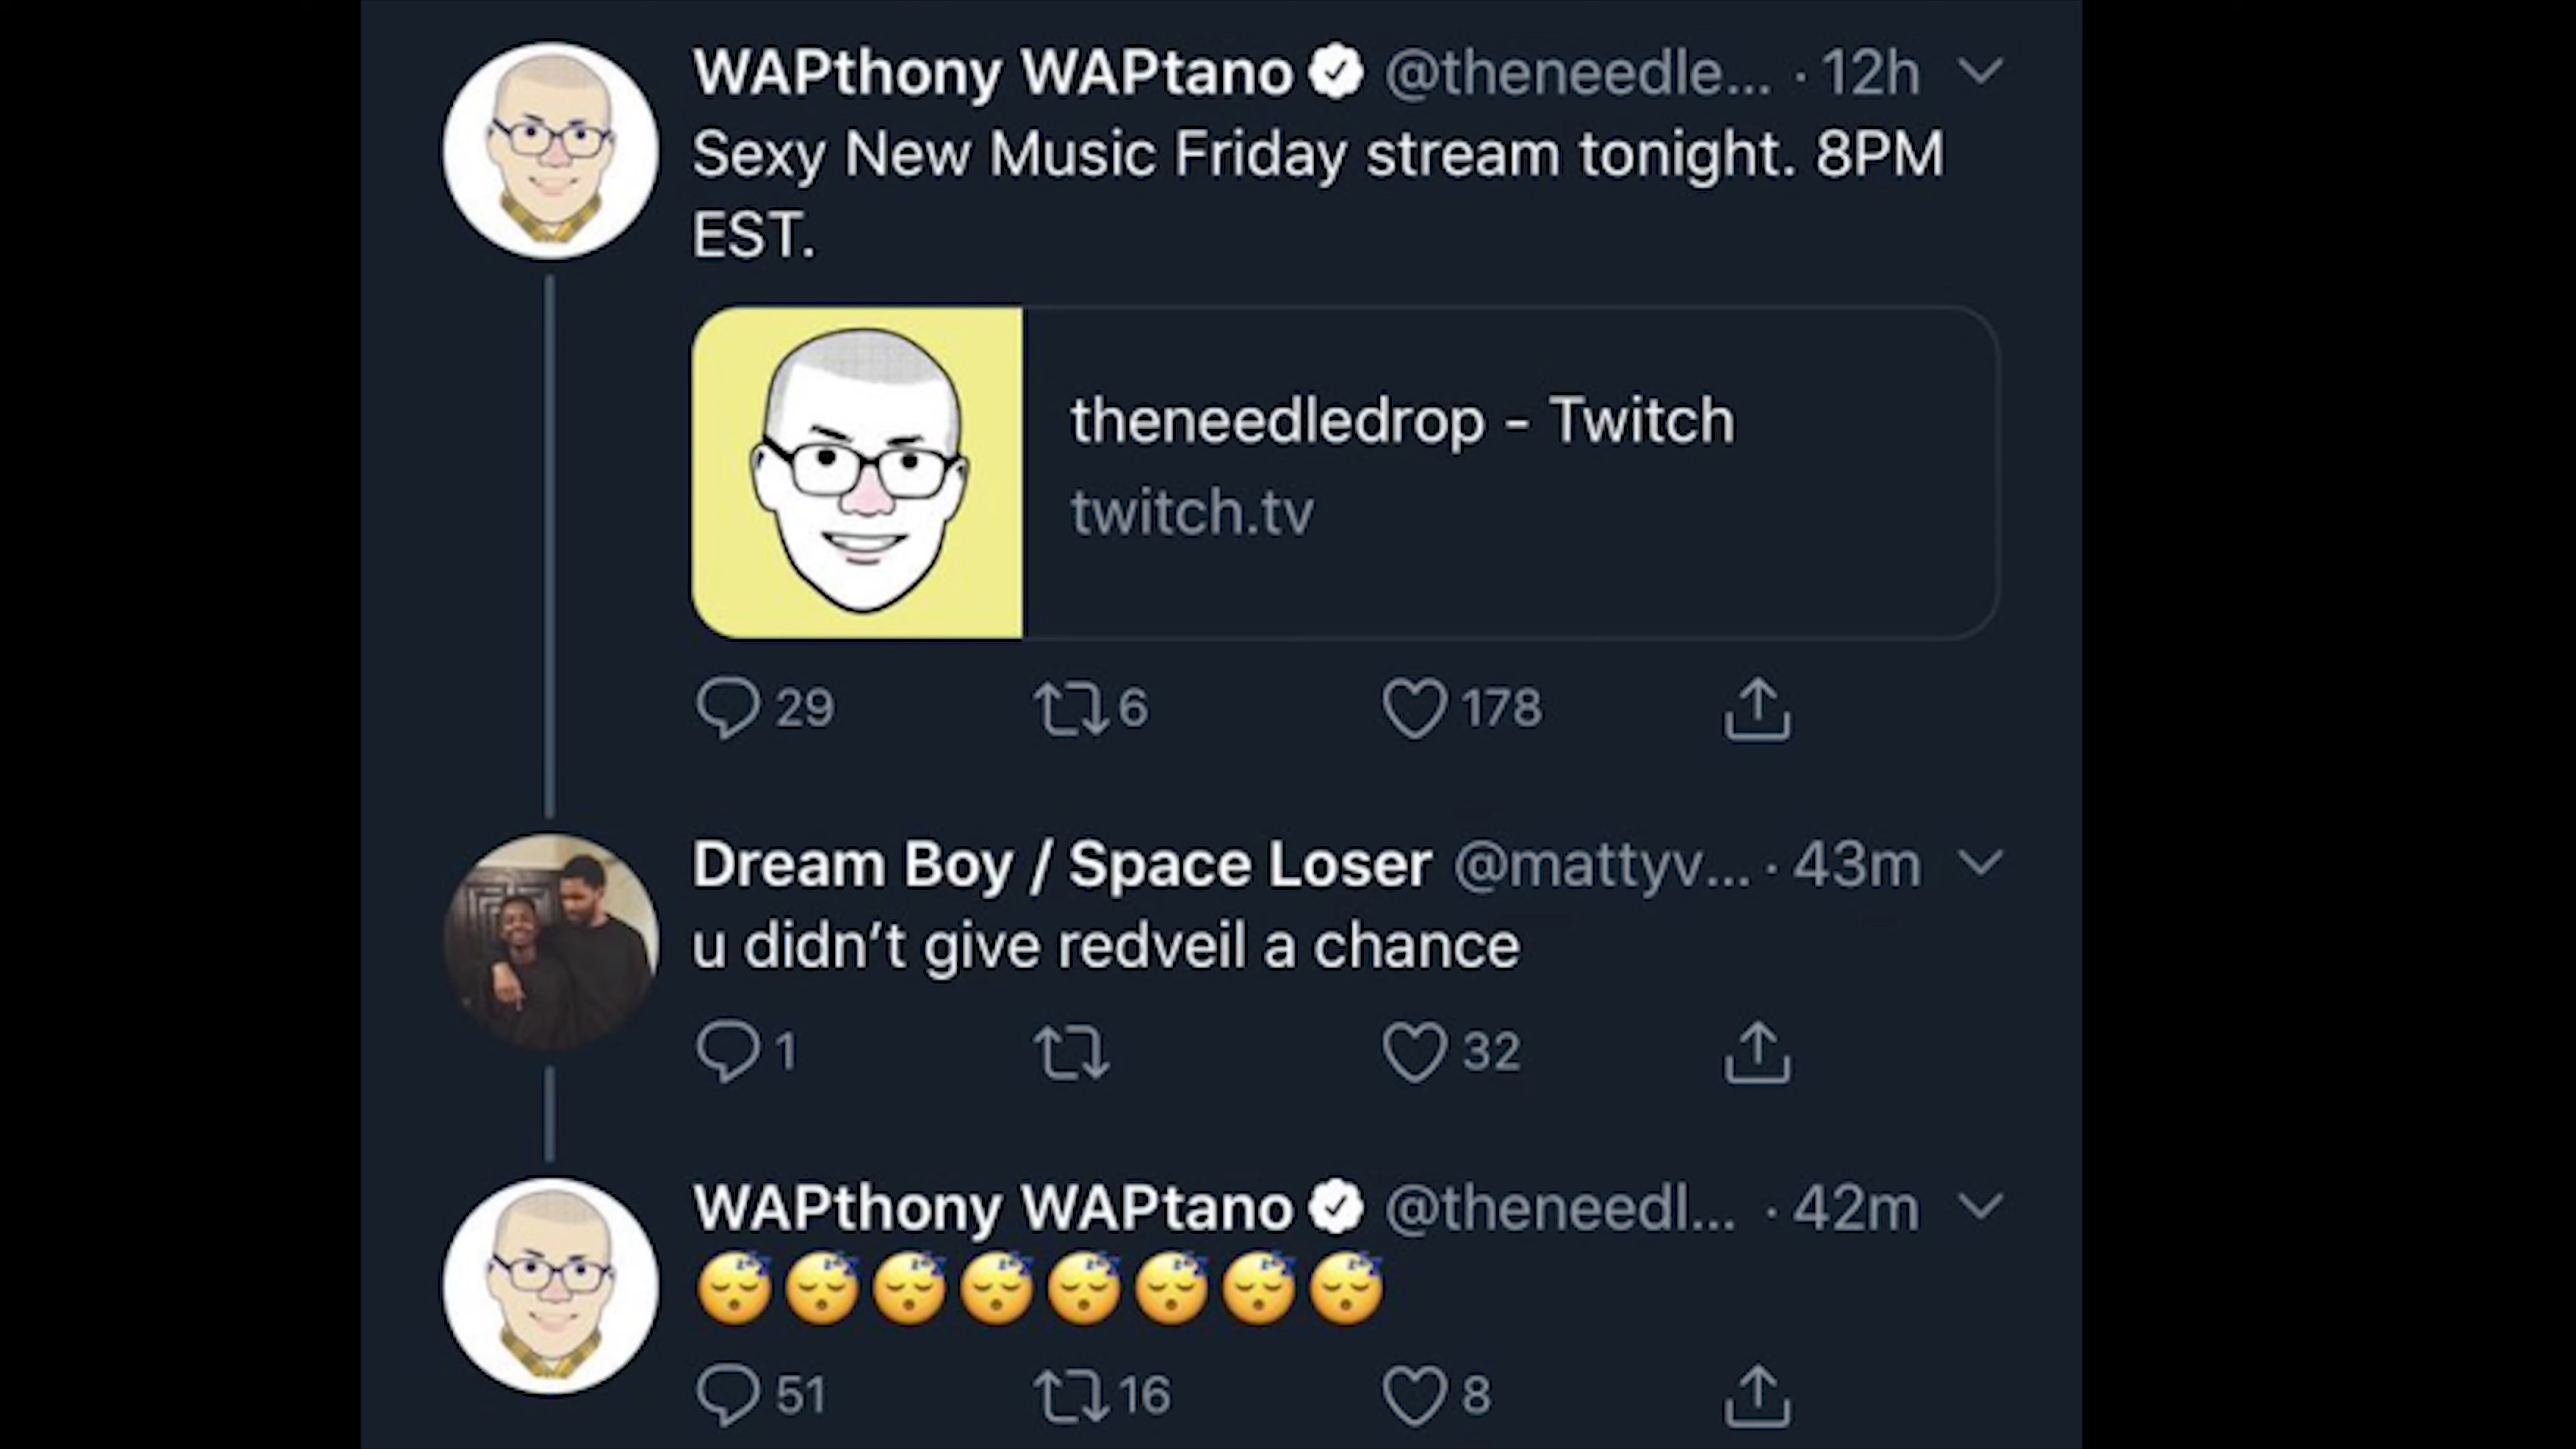 WAPthony WAPtano @theneedle... · 12h
Sexy New Music Friday stream tonight. 8PM
EST.
theneedledrop - Twitch
twitch.tv
29 6 178
Dream Boy / Space Loser @mattyv... · 43m
u didn’t give redveil a chance
1 32
WAPthony WAPtano @theneedl... · 42m
😴😴😴😴😴😴😴😴
51 16 8